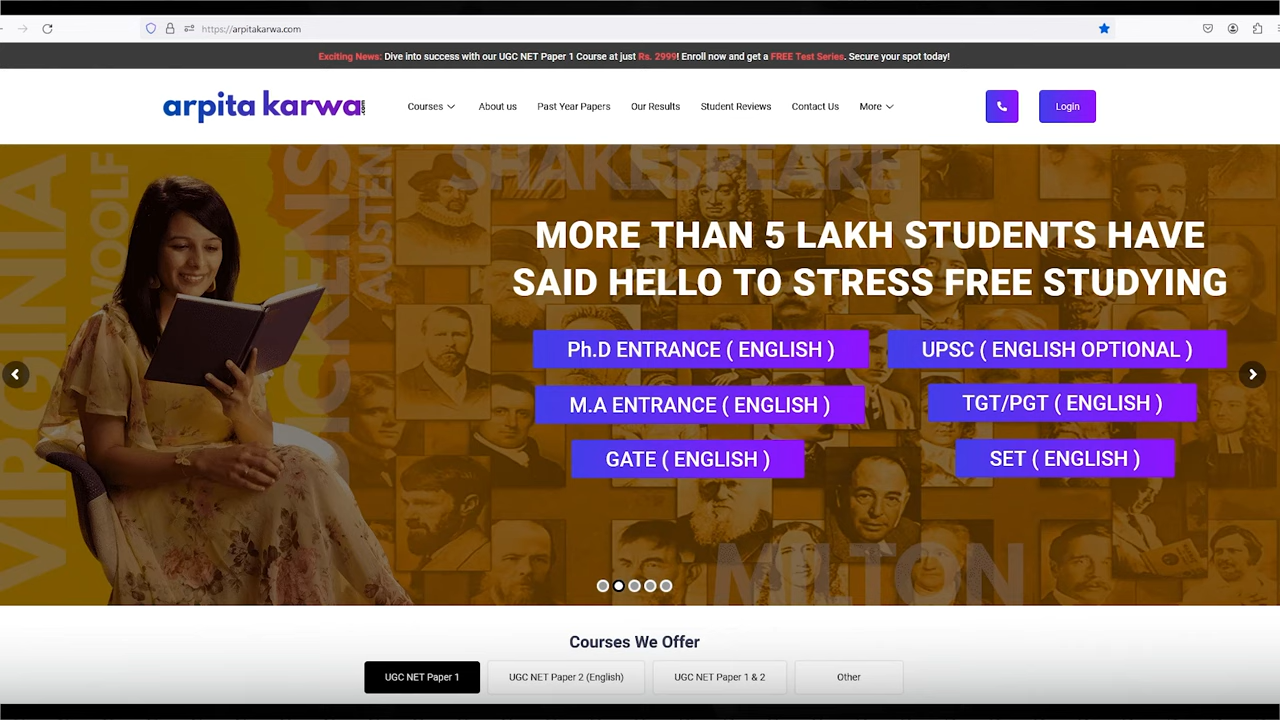 https://arpitakarwa.com
Exciting News: Dive into success with our UGC NET Paper 1 Course at just Rs. 2999! Enroll now and get a FREE Test Series. Secure your spot today!
arpita karwa.com
Courses
About us
Past Year Papers
Our Results
Student Reviews
Contact Us
More
Login
VIRGINIA
WOOLF
DICKENS
AUSTEN
SHAKESPEARE
MORE THAN 5 LAKH STUDENTS HAVE
SAID HELLO TO STRESS FREE STUDYING
Ph.D ENTRANCE ( ENGLISH )
UPSC ( ENGLISH OPTIONAL )
M.A ENTRANCE ( ENGLISH )
TGT/PGT ( ENGLISH )
GATE ( ENGLISH )
SET ( ENGLISH )
MILTON
Courses We Offer
UGC NET Paper 1
UGC NET Paper 2 (English)
UGC NET Paper 1 & 2
Other